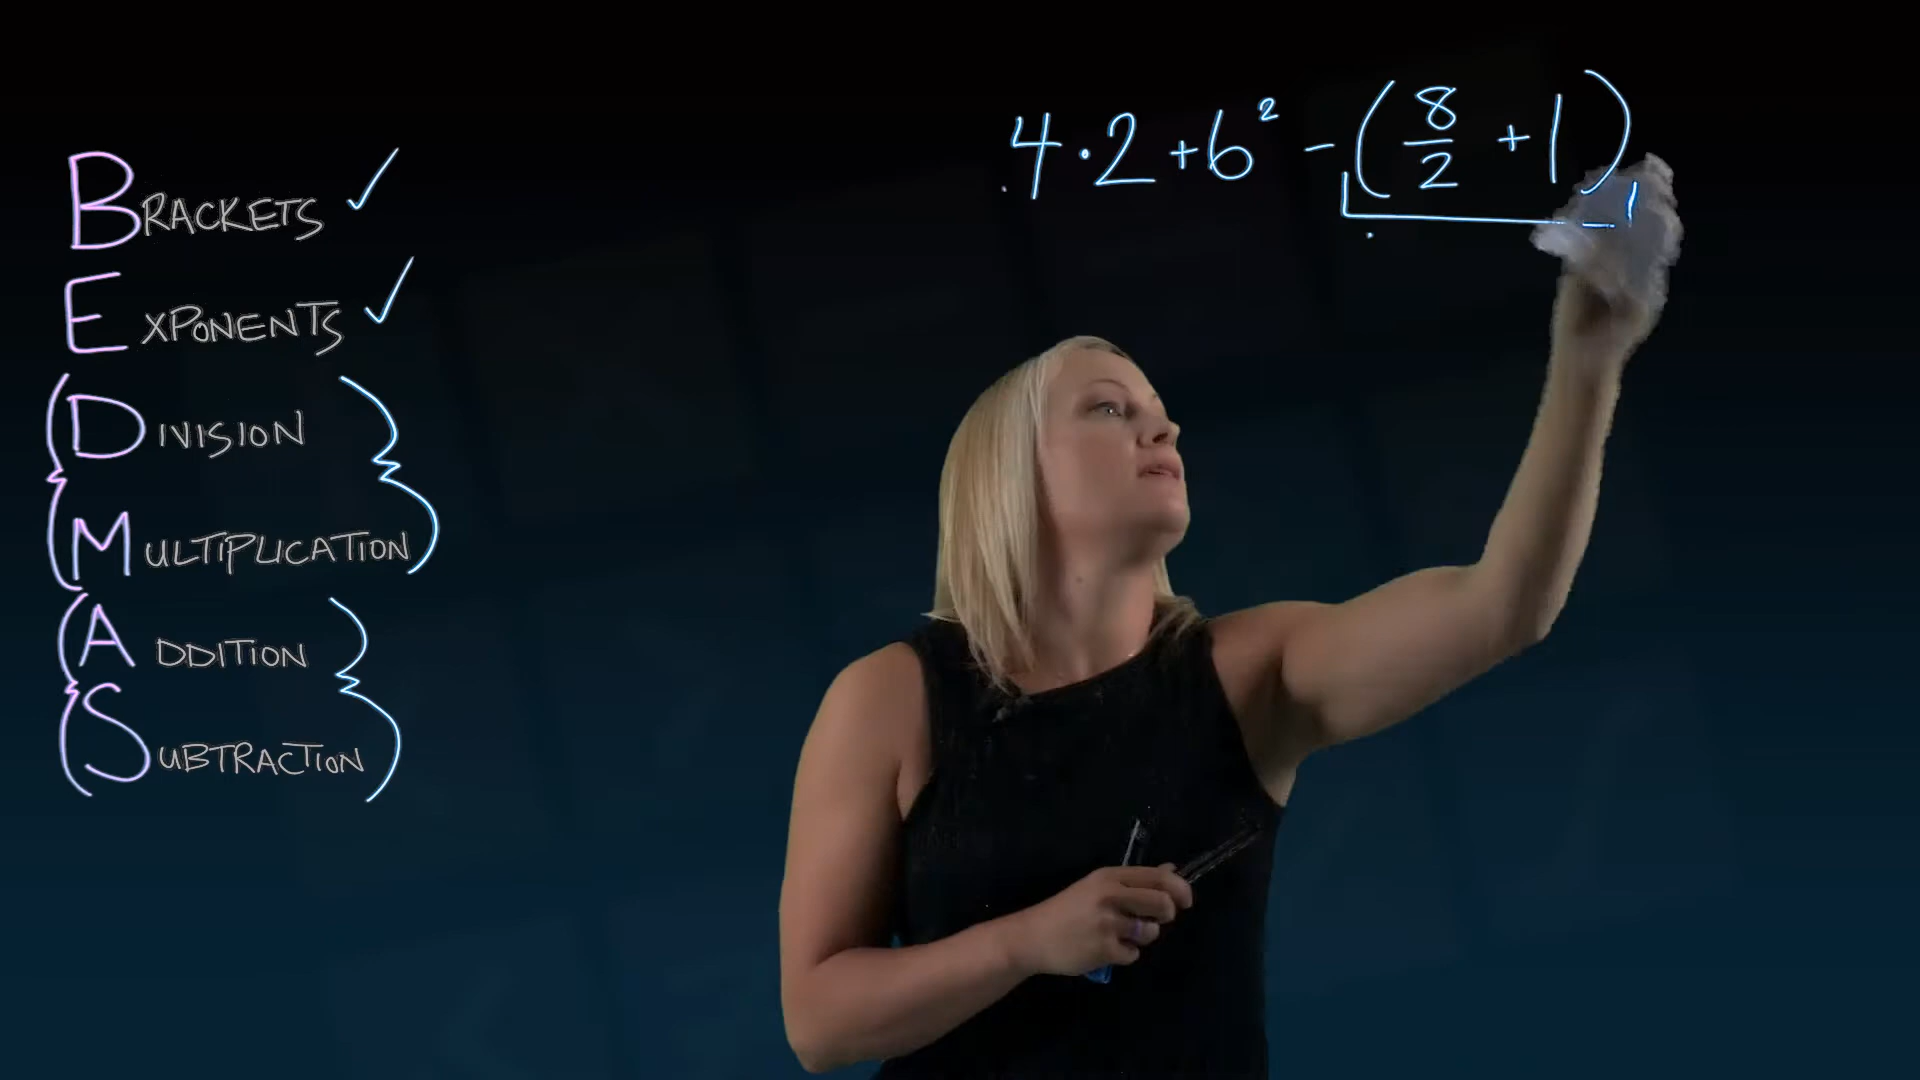 4 · 2 + 6² - (8/2 + 1)
BRACKETS ✓
EXPONENTS ✓
DIVISION
MULTIPLICATION
ADDITION
SUBTRACTION